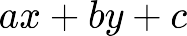 ax + by + c